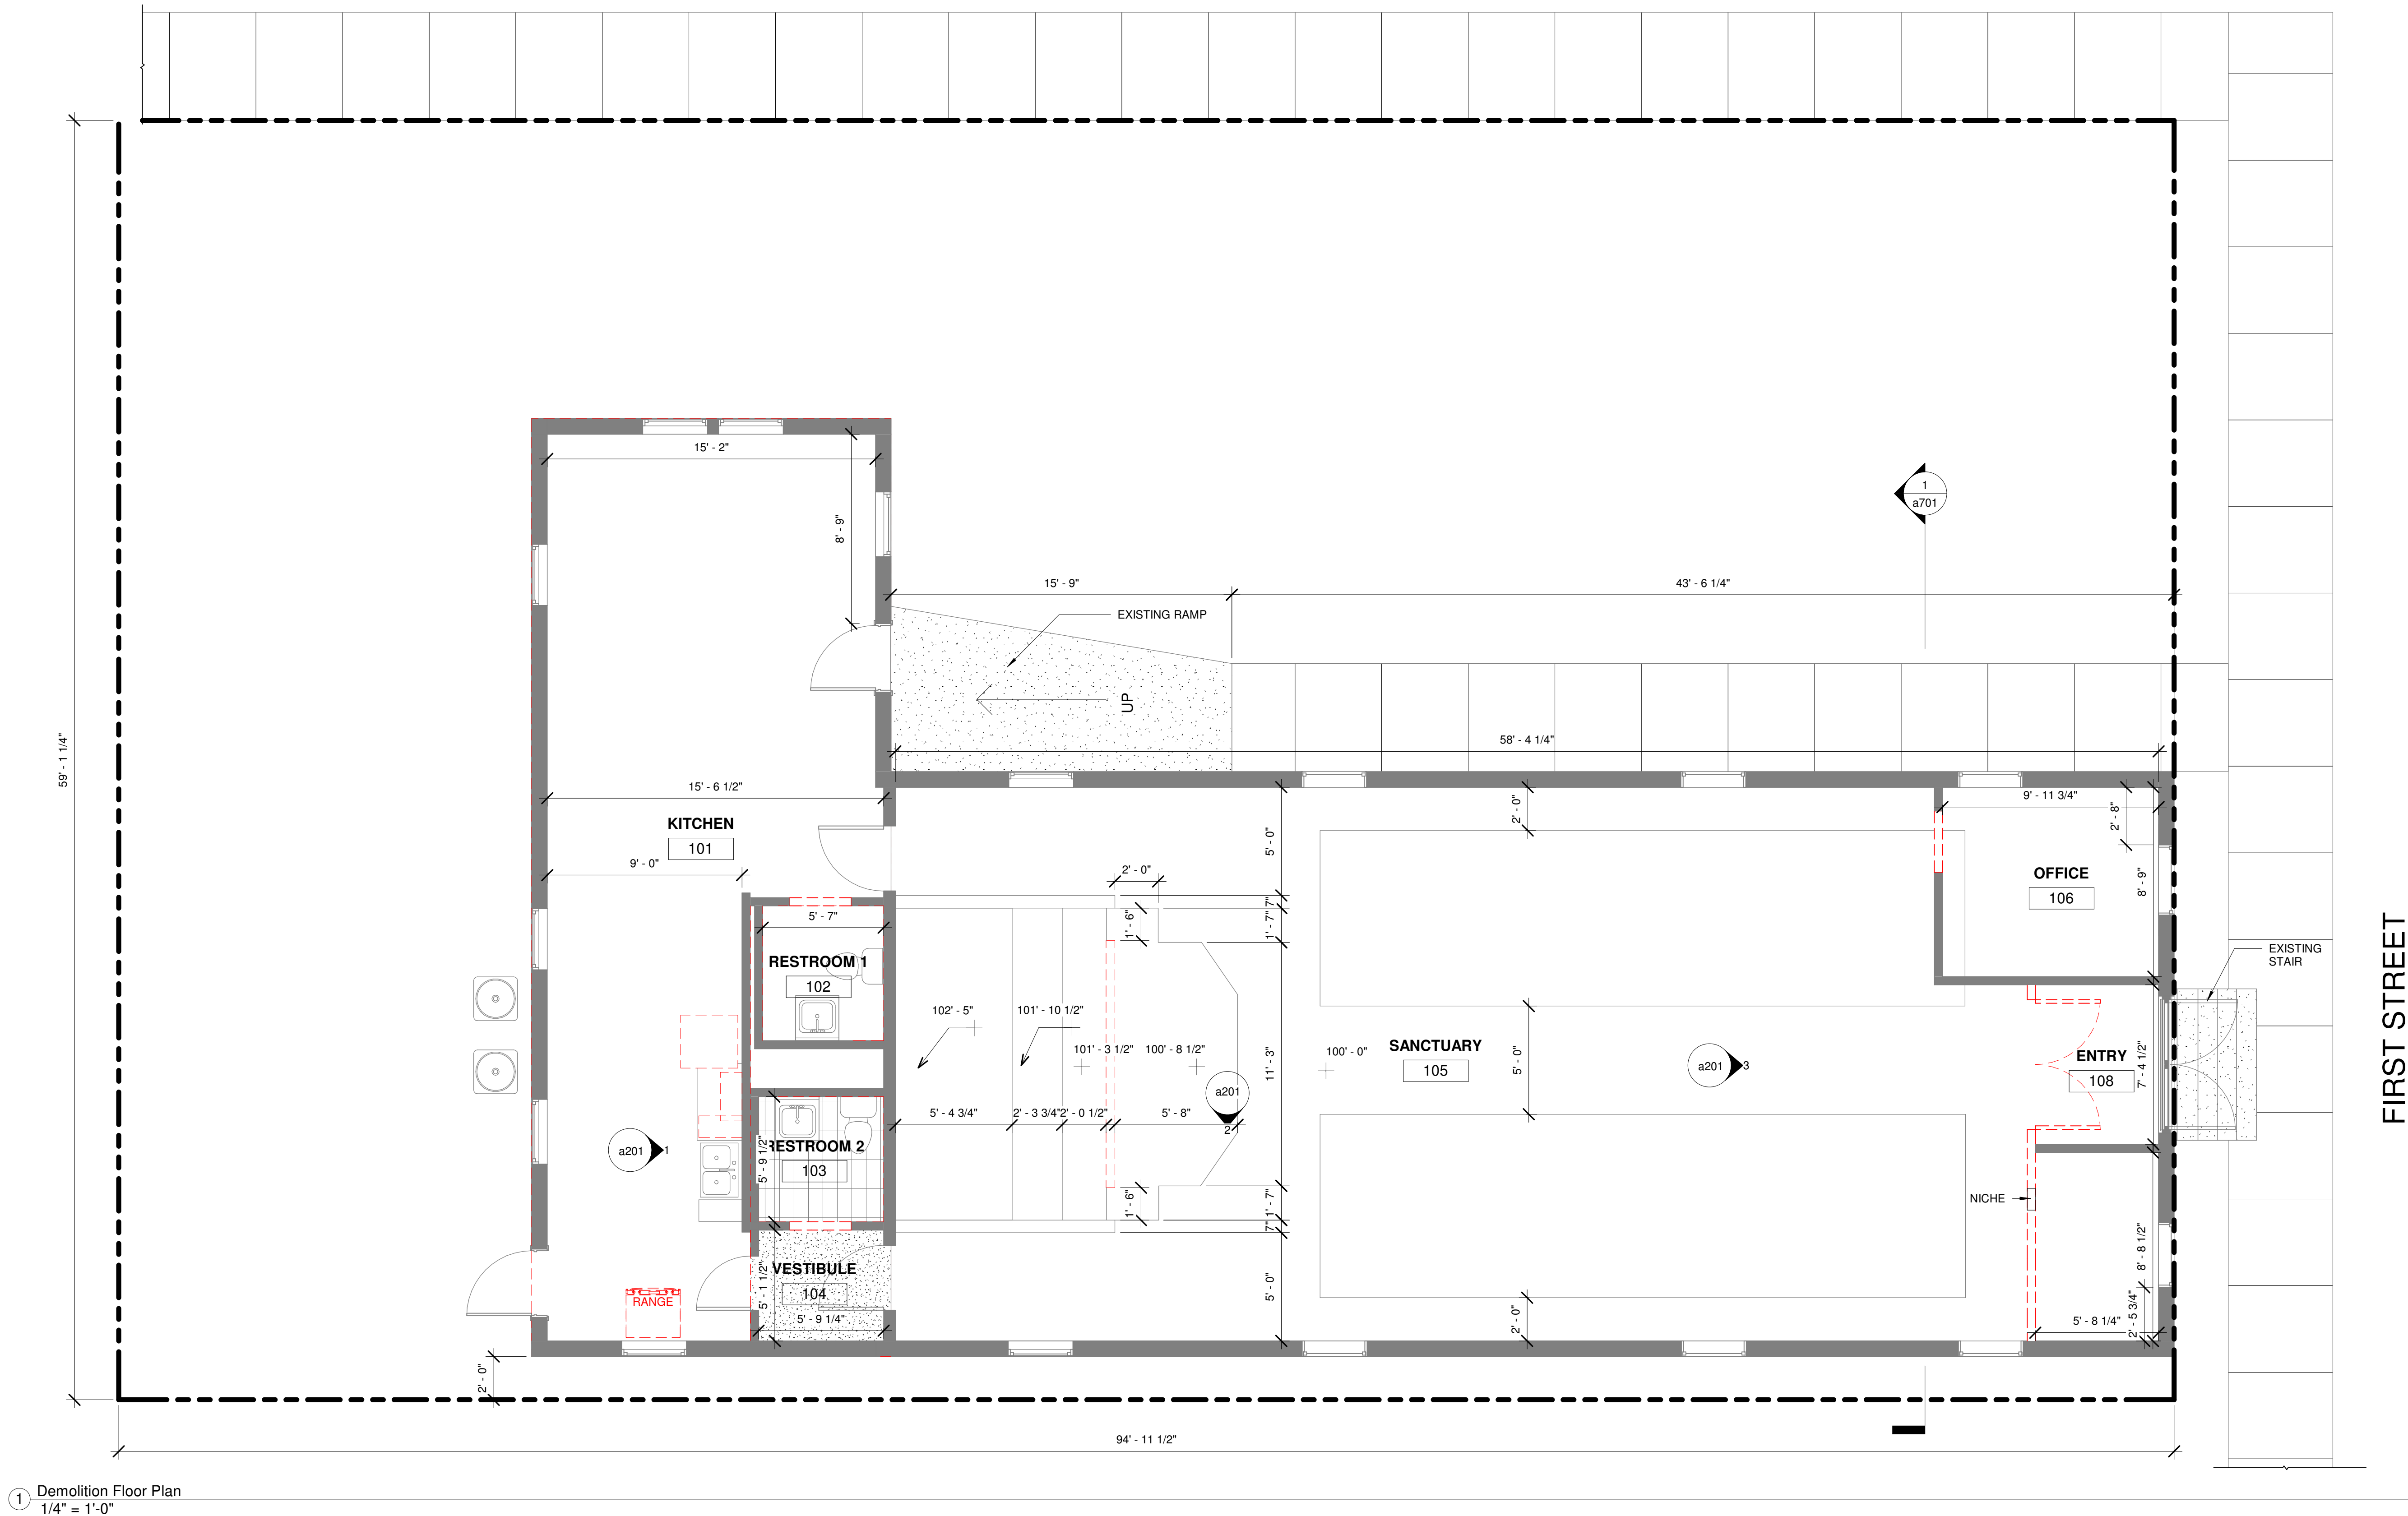 15' - 2"
8' - 9"
1
a701
15' - 9"
43' - 6 1/4"
EXISTING RAMP
UP
59' - 1 1/4"
58' - 4 1/4"
15' - 6 1/2"
KITCHEN
101
9' - 0"
5' - 0"
2' - 0"
9' - 11 3/4"
2' - 8"
OFFICE
106
8' - 9"
2' - 0"
5' - 7"
1' - 6"
7"
1' - 7"
RESTROOM 1
102
EXISTING
STAIR
FIRST STREET
102' - 5"
101' - 10 1/2"
101' - 3 1/2"
100' - 8 1/2"
100' - 0"
11' - 3"
SANCTUARY
105
5' - 0"
a201
3
ENTRY
108
7' - 4 1/2"
a201
2
5' - 4 3/4"
2' - 3 3/4"
2' - 0 1/2"
5' - 8"
a201
1
RESTROOM 2
103
5' - 9 1/2"
1' - 6"
1' - 7"
7"
NICHE
8' - 8 1/2"
VESTIBULE
104
5' - 1 1/2"
5' - 9 1/4"
RANGE
5' - 0"
2' - 0"
5' - 8 1/4"
2' - 5 3/4"
2' - 0"
94' - 11 1/2"
1
Demolition Floor Plan
1/4" = 1'-0"